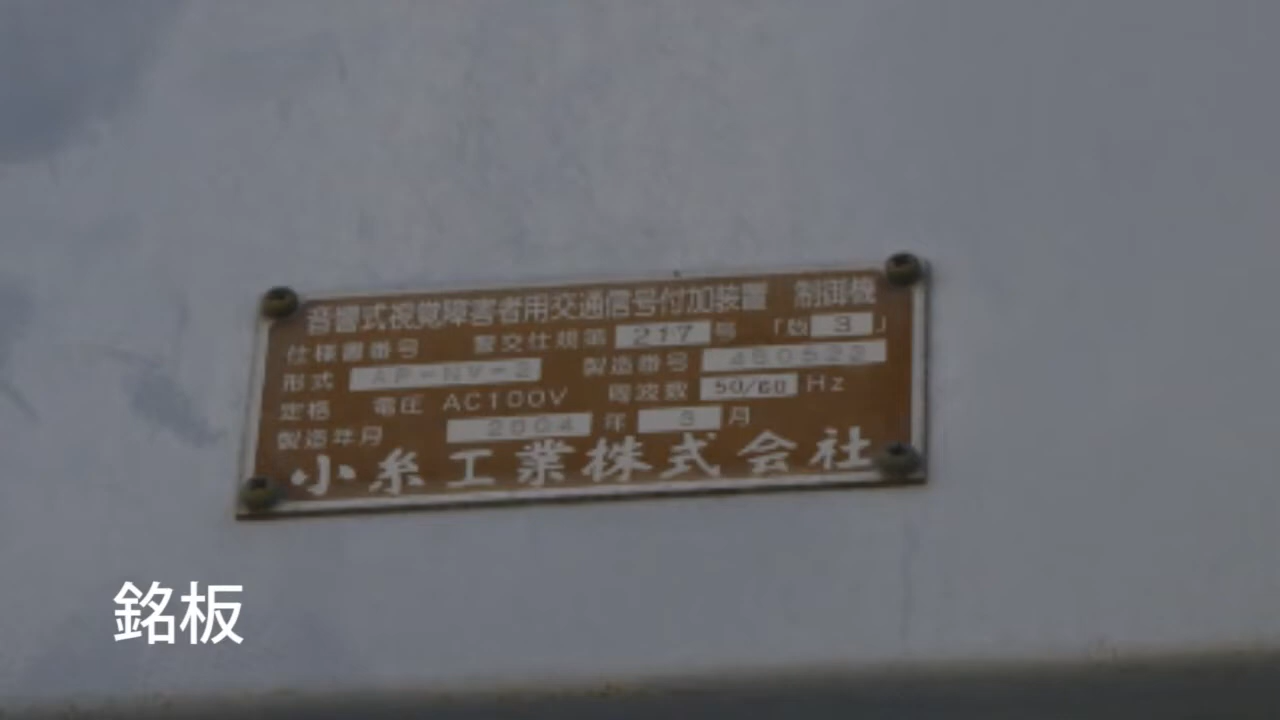 音響式視覚障害者用交通信号付加装置 制御機
仕様書番号 警交仕規第 217 号 「版 3 」
形式 AP-NV-2 製造番号 480522
定格 電圧 AC100V 周波数 50/60 Hz
製造年月 2004 年 3 月
小糸工業株式会社
銘板